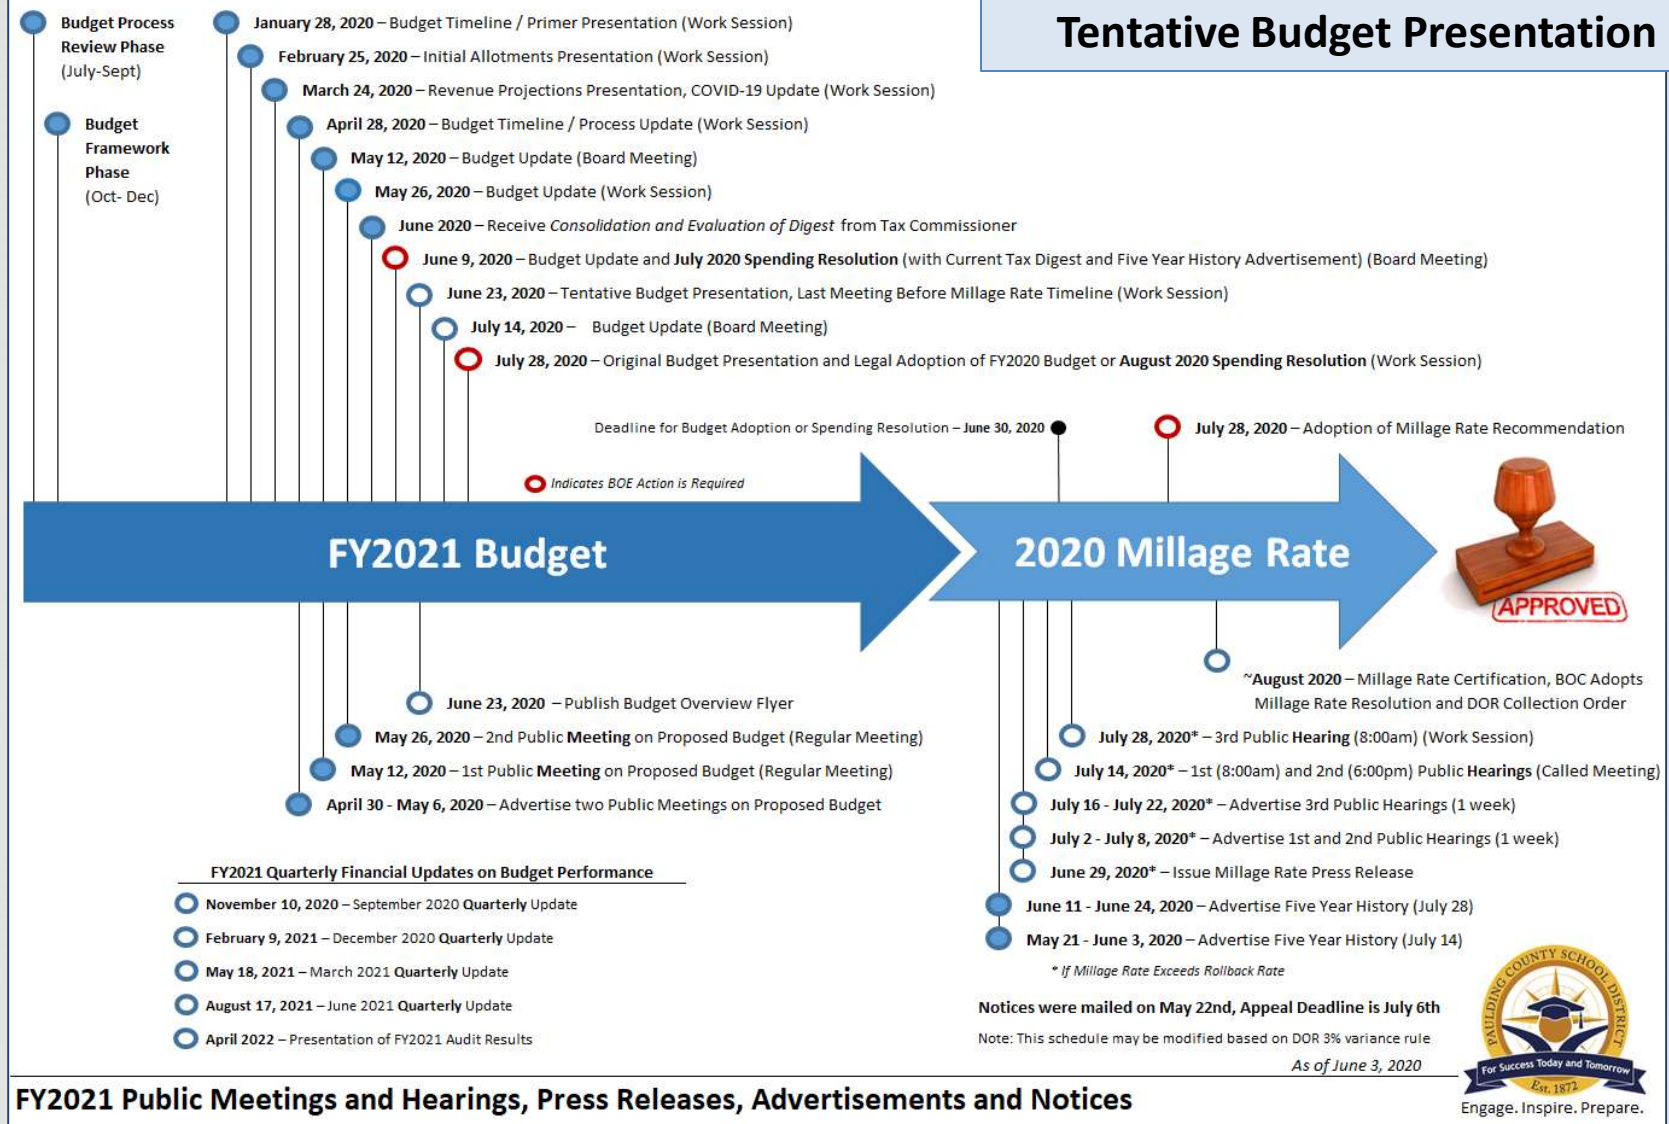 Tentative Budget Presentation
Budget Process
Review Phase
(July-Sept)
Budget
Framework
Phase
(Oct- Dec)
January 28, 2020 – Budget Timeline / Primer Presentation (Work Session)
February 25, 2020 – Initial Allotments Presentation (Work Session)
March 24, 2020 – Revenue Projections Presentation, COVID-19 Update (Work Session)
April 28, 2020 – Budget Timeline / Process Update (Work Session)
May 12, 2020 – Budget Update (Board Meeting)
May 26, 2020 – Budget Update (Work Session)
June 2020 – Receive Consolidation and Evaluation of Digest from Tax Commissioner
June 9, 2020 – Budget Update and July 2020 Spending Resolution (with Current Tax Digest and Five Year History Advertisement) (Board Meeting)
June 23, 2020 – Tentative Budget Presentation, Last Meeting Before Millage Rate Timeline (Work Session)
July 14, 2020 – Budget Update (Board Meeting)
July 28, 2020 – Original Budget Presentation and Legal Adoption of FY2020 Budget or August 2020 Spending Resolution (Work Session)
Deadline for Budget Adoption or Spending Resolution – June 30, 2020
July 28, 2020 – Adoption of Millage Rate Recommendation
Indicates BOE Action is Required
FY2021 Budget
2020 Millage Rate
APPROVED
June 23, 2020 – Publish Budget Overview Flyer
May 26, 2020 – 2nd Public Meeting on Proposed Budget (Regular Meeting)
May 12, 2020 – 1st Public Meeting on Proposed Budget (Regular Meeting)
April 30 - May 6, 2020 – Advertise two Public Meetings on Proposed Budget
~August 2020 – Millage Rate Certification, BOC Adopts
Millage Rate Resolution and DOR Collection Order
July 28, 2020* – 3rd Public Hearing (8:00am) (Work Session)
July 14, 2020* – 1st (8:00am) and 2nd (6:00pm) Public Hearings (Called Meeting)
July 16 - July 22, 2020* – Advertise 3rd Public Hearings (1 week)
July 2 - July 8, 2020* – Advertise 1st and 2nd Public Hearings (1 week)
June 29, 2020* – Issue Millage Rate Press Release
June 11 - June 24, 2020 – Advertise Five Year History (July 28)
May 21 - June 3, 2020 – Advertise Five Year History (July 14)
* If Millage Rate Exceeds Rollback Rate
Notices were mailed on May 22nd, Appeal Deadline is July 6th
Note: This schedule may be modified based on DOR 3% variance rule
As of June 3, 2020
FY2021 Quarterly Financial Updates on Budget Performance
November 10, 2020 – September 2020 Quarterly Update
February 9, 2021 – December 2020 Quarterly Update
May 18, 2021 – March 2021 Quarterly Update
August 17, 2021 – June 2021 Quarterly Update
April 2022 – Presentation of FY2021 Audit Results
PAULDING COUNTY SCHOOL DISTRICT
For Success Today and Tomorrow
Est. 1872
Engage. Inspire. Prepare.
FY2021 Public Meetings and Hearings, Press Releases, Advertisements and Notices